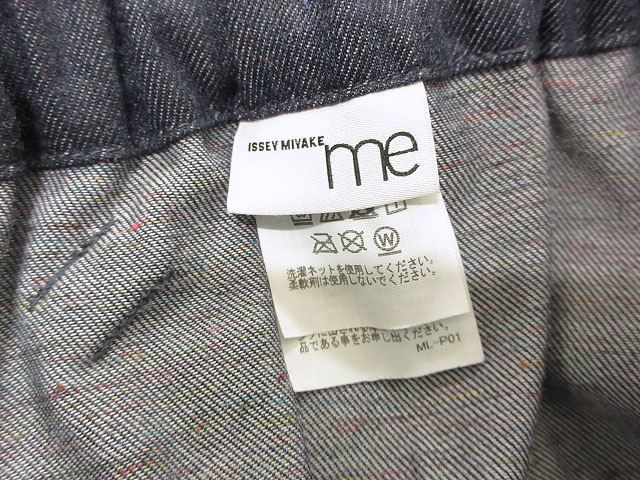 ISSEY MIYAKE me
W
洗濯ネットを使用してください。
柔軟剤は使用しないでください。
品である事をお申し出ください。
ML-P01